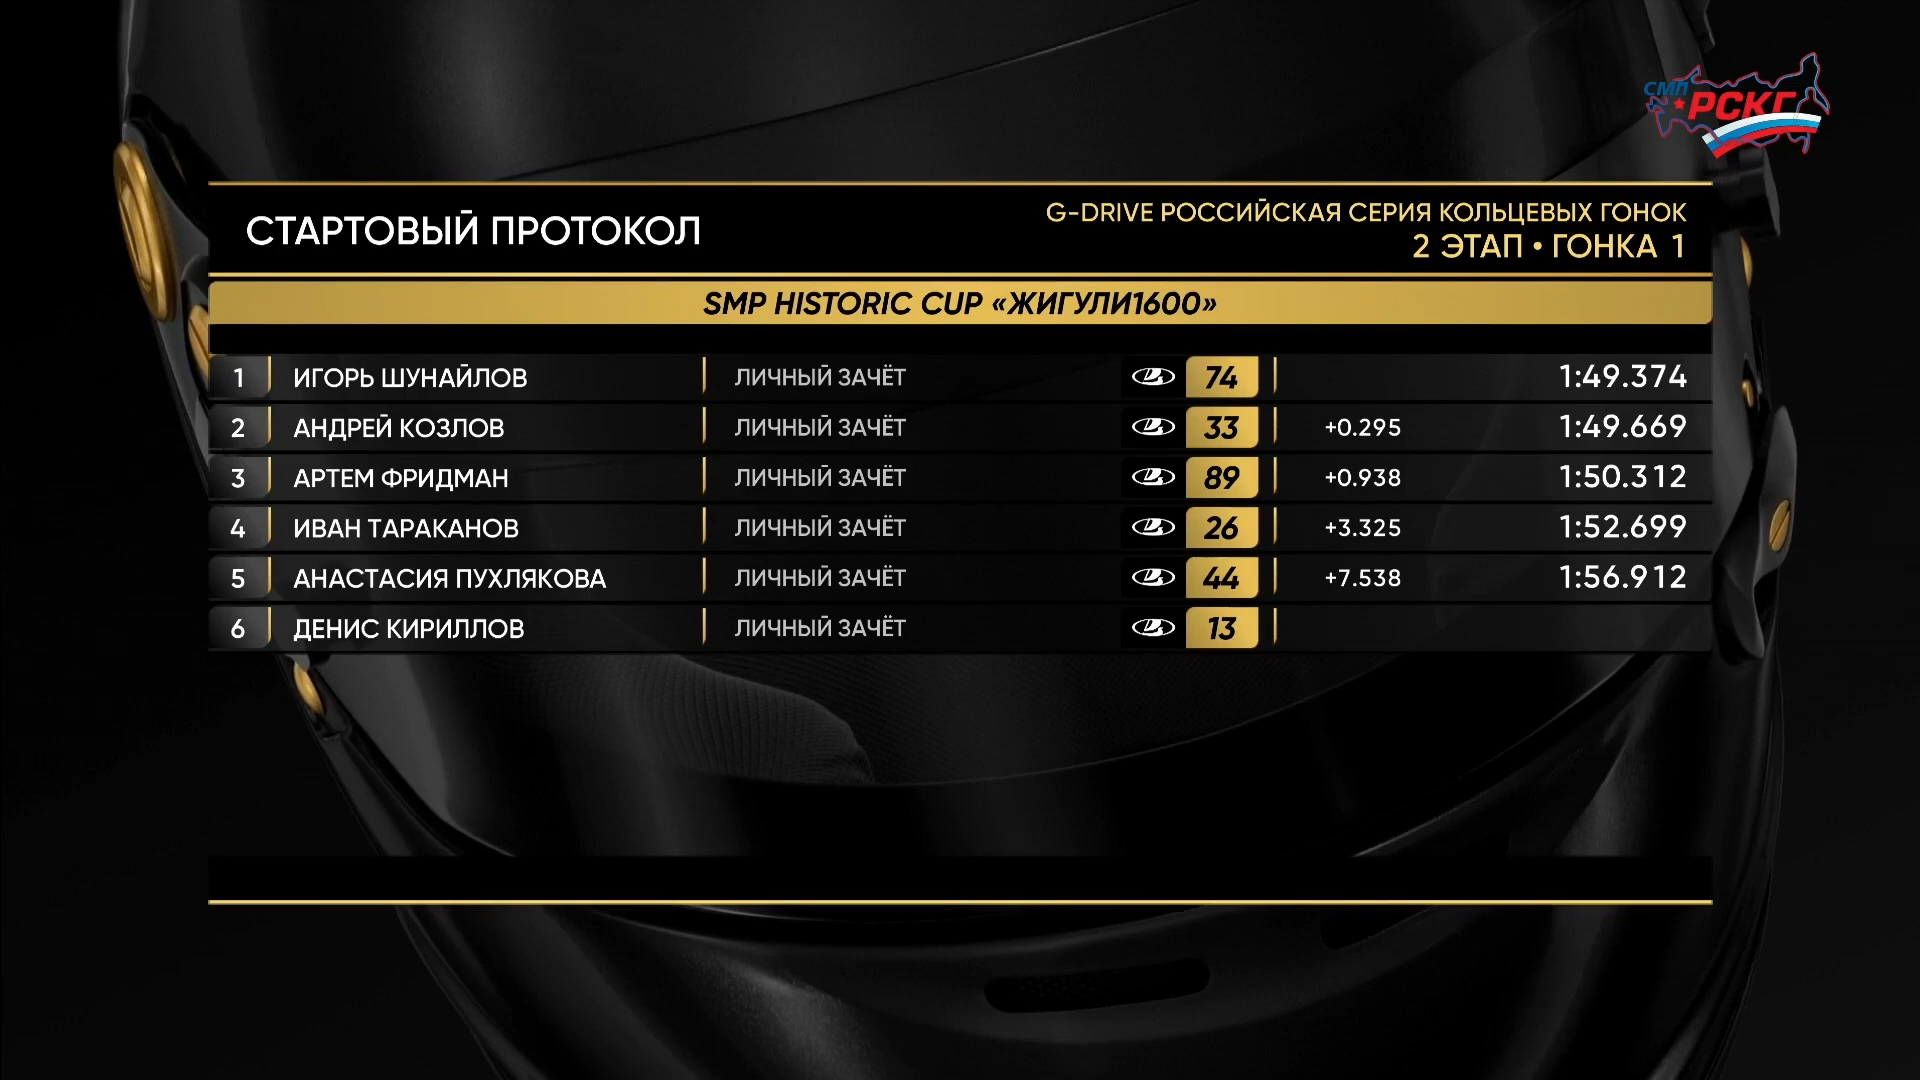 СМП
РСКГ
СТАРТОВЫЙ ПРОТОКОЛ
G-DRIVE РОССИЙСКАЯ СЕРИЯ КОЛЬЦЕВЫХ ГОНОК
2 ЭТАП • ГОНКА 1
SMP HISTORIC CUP «ЖИГУЛИ1600»
1 ИГОРЬ ШУНАЙЛОВ ЛИЧНЫЙ ЗАЧЁТ 74 1:49.374
2 АНДРЕЙ КОЗЛОВ ЛИЧНЫЙ ЗАЧЁТ 33 +0.295 1:49.669
3 АРТЕМ ФРИДМАН ЛИЧНЫЙ ЗАЧЁТ 89 +0.938 1:50.312
4 ИВАН ТАРАКАНОВ ЛИЧНЫЙ ЗАЧЁТ 26 +3.325 1:52.699
5 АНАСТАСИЯ ПУХЛЯКОВА ЛИЧНЫЙ ЗАЧЁТ 44 +7.538 1:56.912
6 ДЕНИС КИРИЛЛОВ ЛИЧНЫЙ ЗАЧЁТ 13